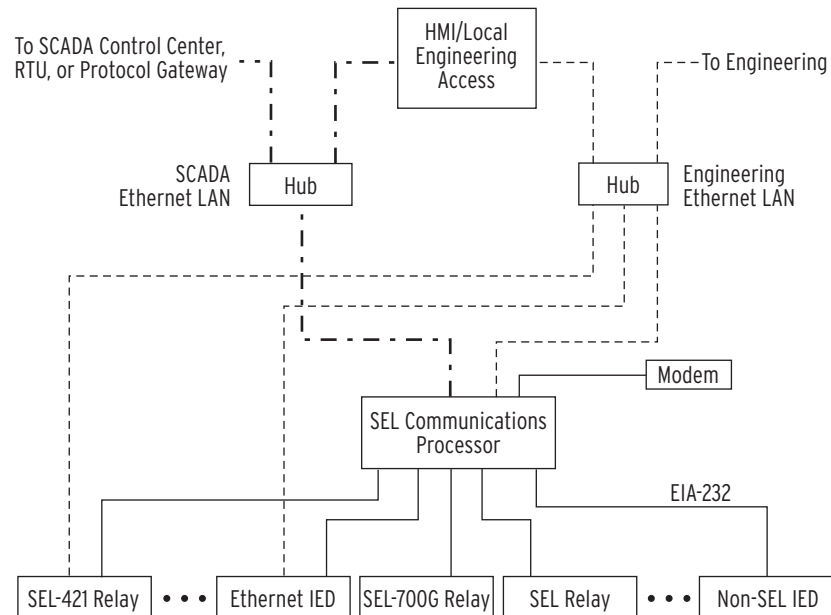 To SCADA Control Center,
RTU, or Protocol Gateway
HMI/Local
Engineering
Access
To Engineering
SCADA
Ethernet LAN
Hub
Hub
Engineering
Ethernet LAN
Modem
SEL Communications
Processor
EIA-232
SEL-421 Relay
Ethernet IED
SEL-700G Relay
SEL Relay
Non-SEL IED